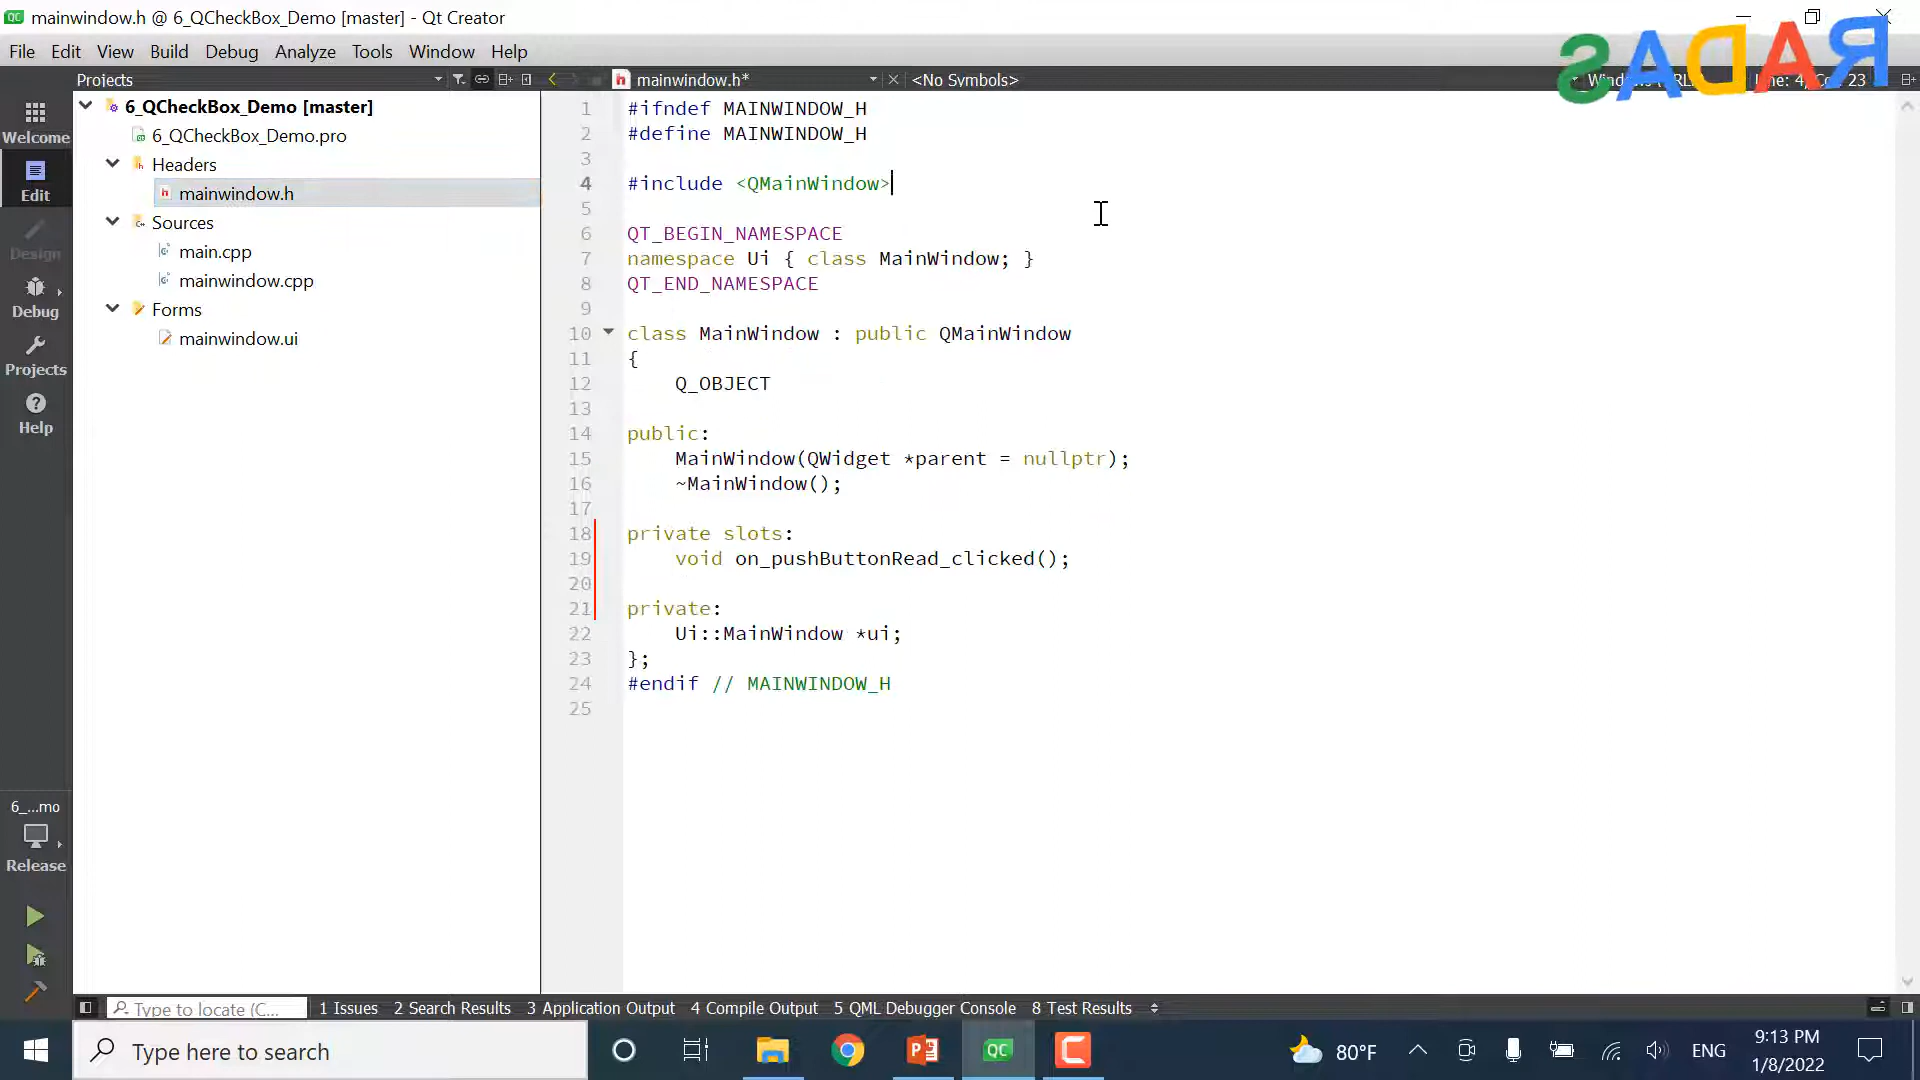 mainwindow.h @ 6_QCheckBox_Demo [master] - Qt Creator
File Edit View Build Debug Analyze Tools Window Help
Projects
mainwindow.h*
<No Symbols>
SADAR
Welcome
Edit
Design
Debug
Projects
Help
6_...mo
Release
6_QCheckBox_Demo [master]
6_QCheckBox_Demo.pro
Headers
mainwindow.h
Sources
main.cpp
mainwindow.cpp
Forms
mainwindow.ui
1 #ifndef MAINWINDOW_H
2 #define MAINWINDOW_H
3
4 #include <QMainWindow>
5
6 QT_BEGIN_NAMESPACE
7 namespace Ui { class MainWindow; }
8 QT_END_NAMESPACE
9
10 class MainWindow : public QMainWindow
11 {
12 Q_OBJECT
13
14 public:
15 MainWindow(QWidget *parent = nullptr);
16 ~MainWindow();
17
18 private slots:
19 void on_pushButtonRead_clicked();
20
21 private:
22 Ui::MainWindow *ui;
23 };
24 #endif // MAINWINDOW_H
25
Type to locate (C...
1 Issues 2 Search Results 3 Application Output 4 Compile Output 5 QML Debugger Console 8 Test Results
Type here to search
80°F
ENG
9:13 PM
1/8/2022